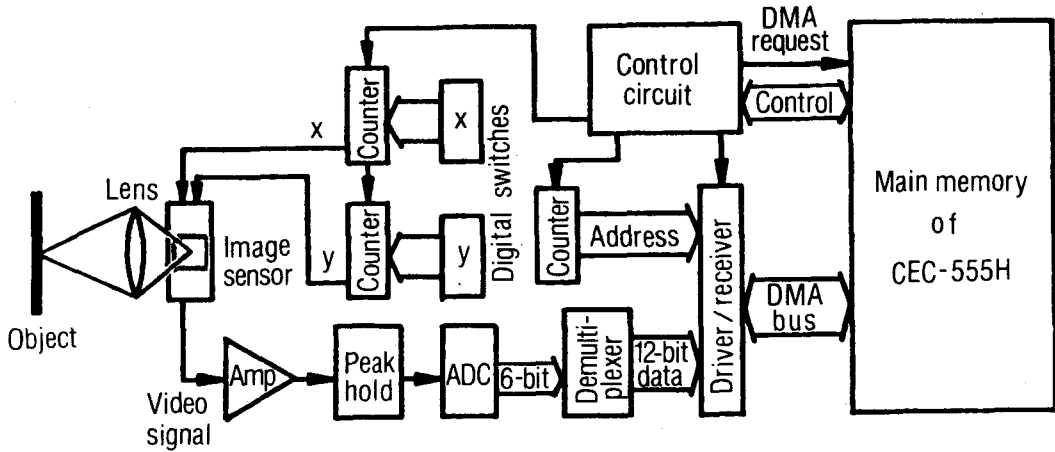 DMA
request
Control
circuit
Control
Counter
x
x
Digital switches
Lens
Image
sensor
y
Counter
y
Counter
Address
Driver / receiver
Main memory
of
CEC-555H
DMA
bus
Object
Video
signal
Amp
Peak
hold
ADC
6-bit
Demulti-
plexer
12-bit
data